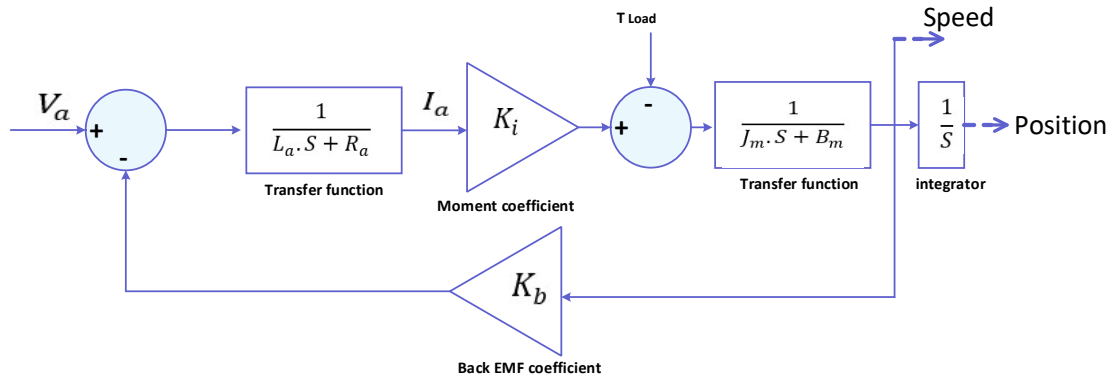 Speed
T Load
V_a
+
-
1
L_a.S + R_a
Transfer function
I_a
K_i
Moment coefficient
-
+
1
J_m.S + B_m
Transfer function
1
S
integrator
Position
K_b
Back EMF coefficient